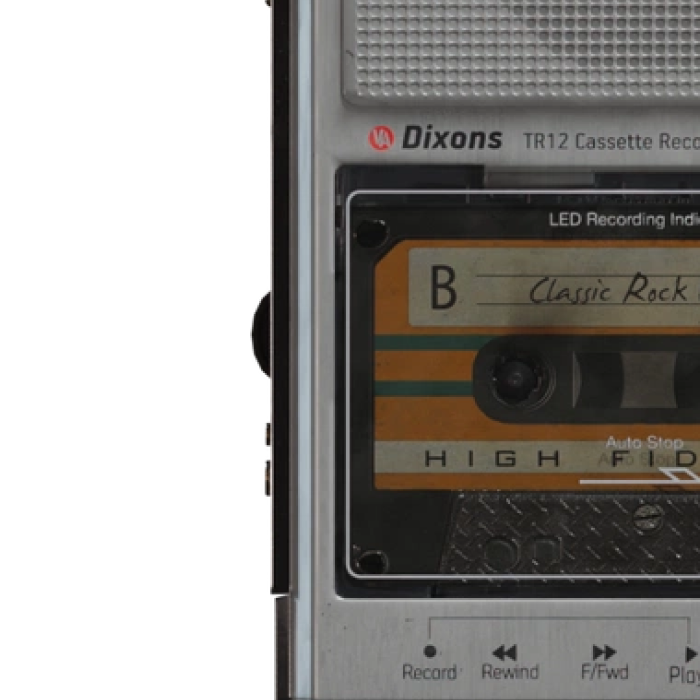 Dixons TR12 Cassette Reco
LED Recording Indi
B Classic Rock
Auto Stop
HIGH FID
Record Rewind F/Fwd Play